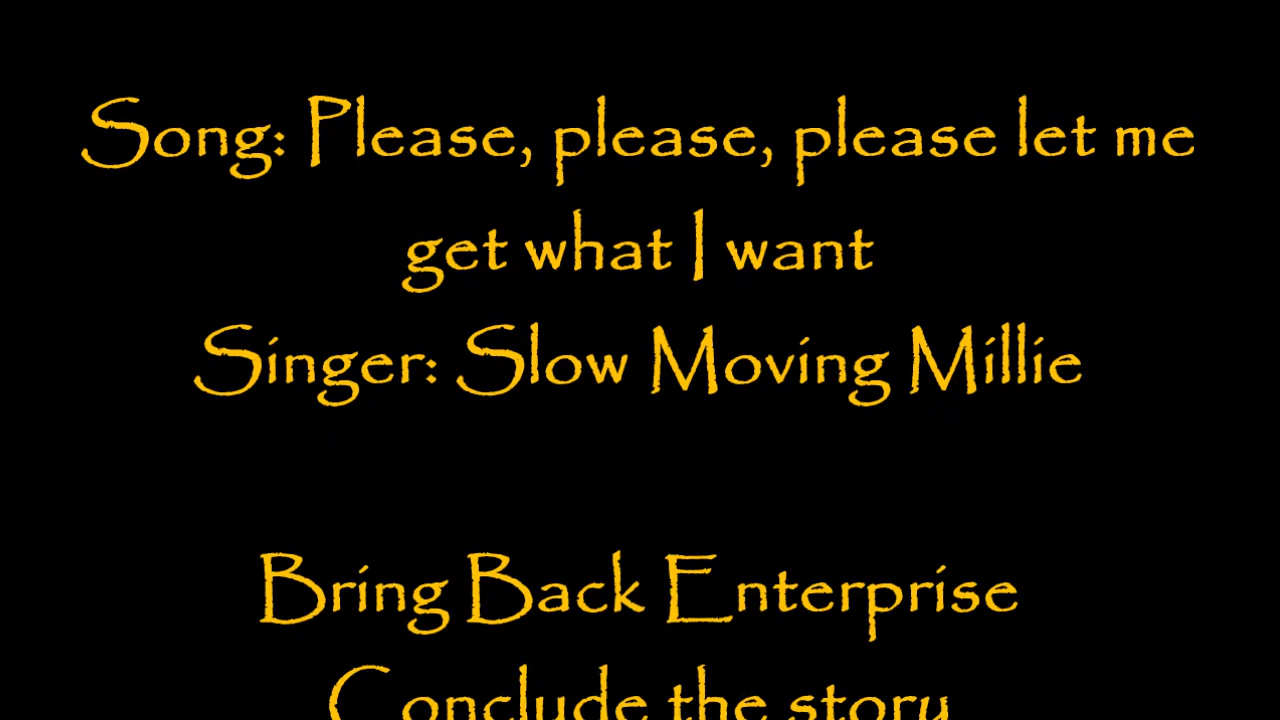 Song: Please, please, please let me
get what I want
Singer: Slow Moving Millie
Bring Back Enterprise
Conclude the story